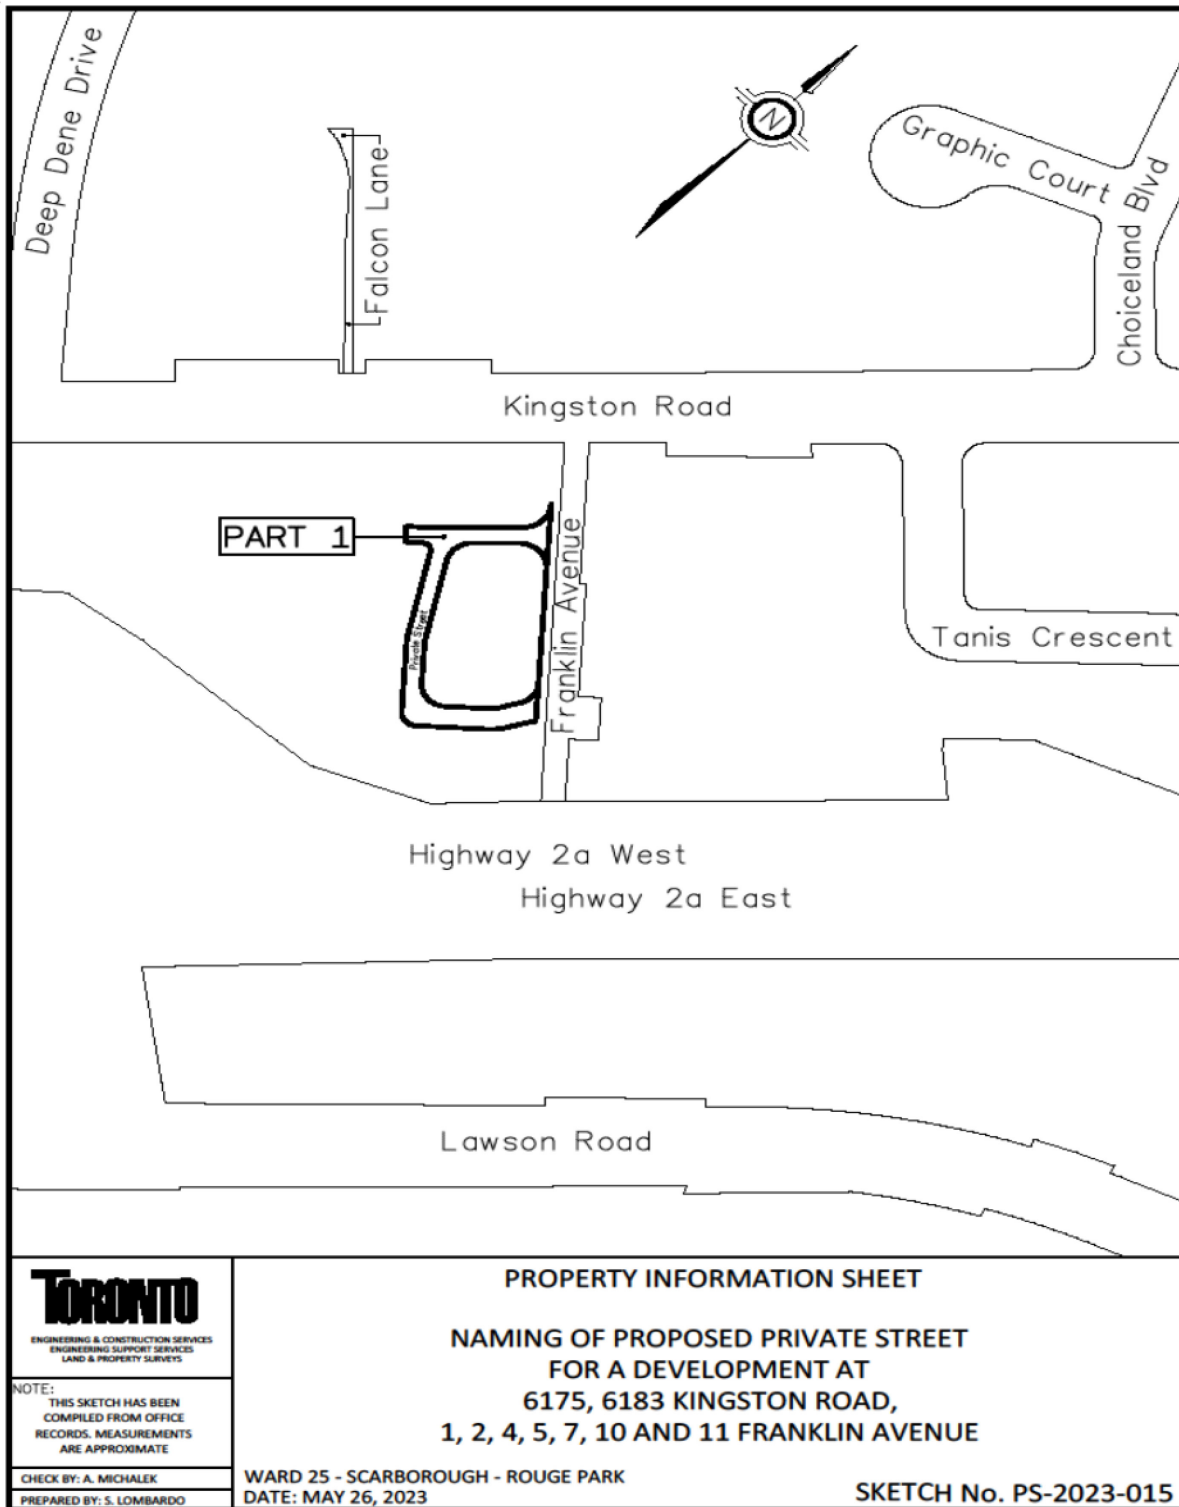 Deep Dene Drive
Falcon Lane
N
Graphic Court
Choiceland Blvd
Kingston Road
PART 1
Private Street
Franklin Avenue
Tanis Crescent
Highway 2a West
Highway 2a East
Lawson Road
TORONTO
ENGINEERING & CONSTRUCTION SERVICES
ENGINEERING SUPPORT SERVICES
LAND & PROPERTY SURVEYS
NOTE:
THIS SKETCH HAS BEEN
COMPILED FROM OFFICE
RECORDS. MEASUREMENTS
ARE APPROXIMATE
CHECK BY: A. MICHALEK
PREPARED BY: S. LOMBARDO
PROPERTY INFORMATION SHEET
NAMING OF PROPOSED PRIVATE STREET
FOR A DEVELOPMENT AT
6175, 6183 KINGSTON ROAD,
1, 2, 4, 5, 7, 10 AND 11 FRANKLIN AVENUE
WARD 25 - SCARBOROUGH - ROUGE PARK
DATE: MAY 26, 2023
SKETCH No. PS-2023-015